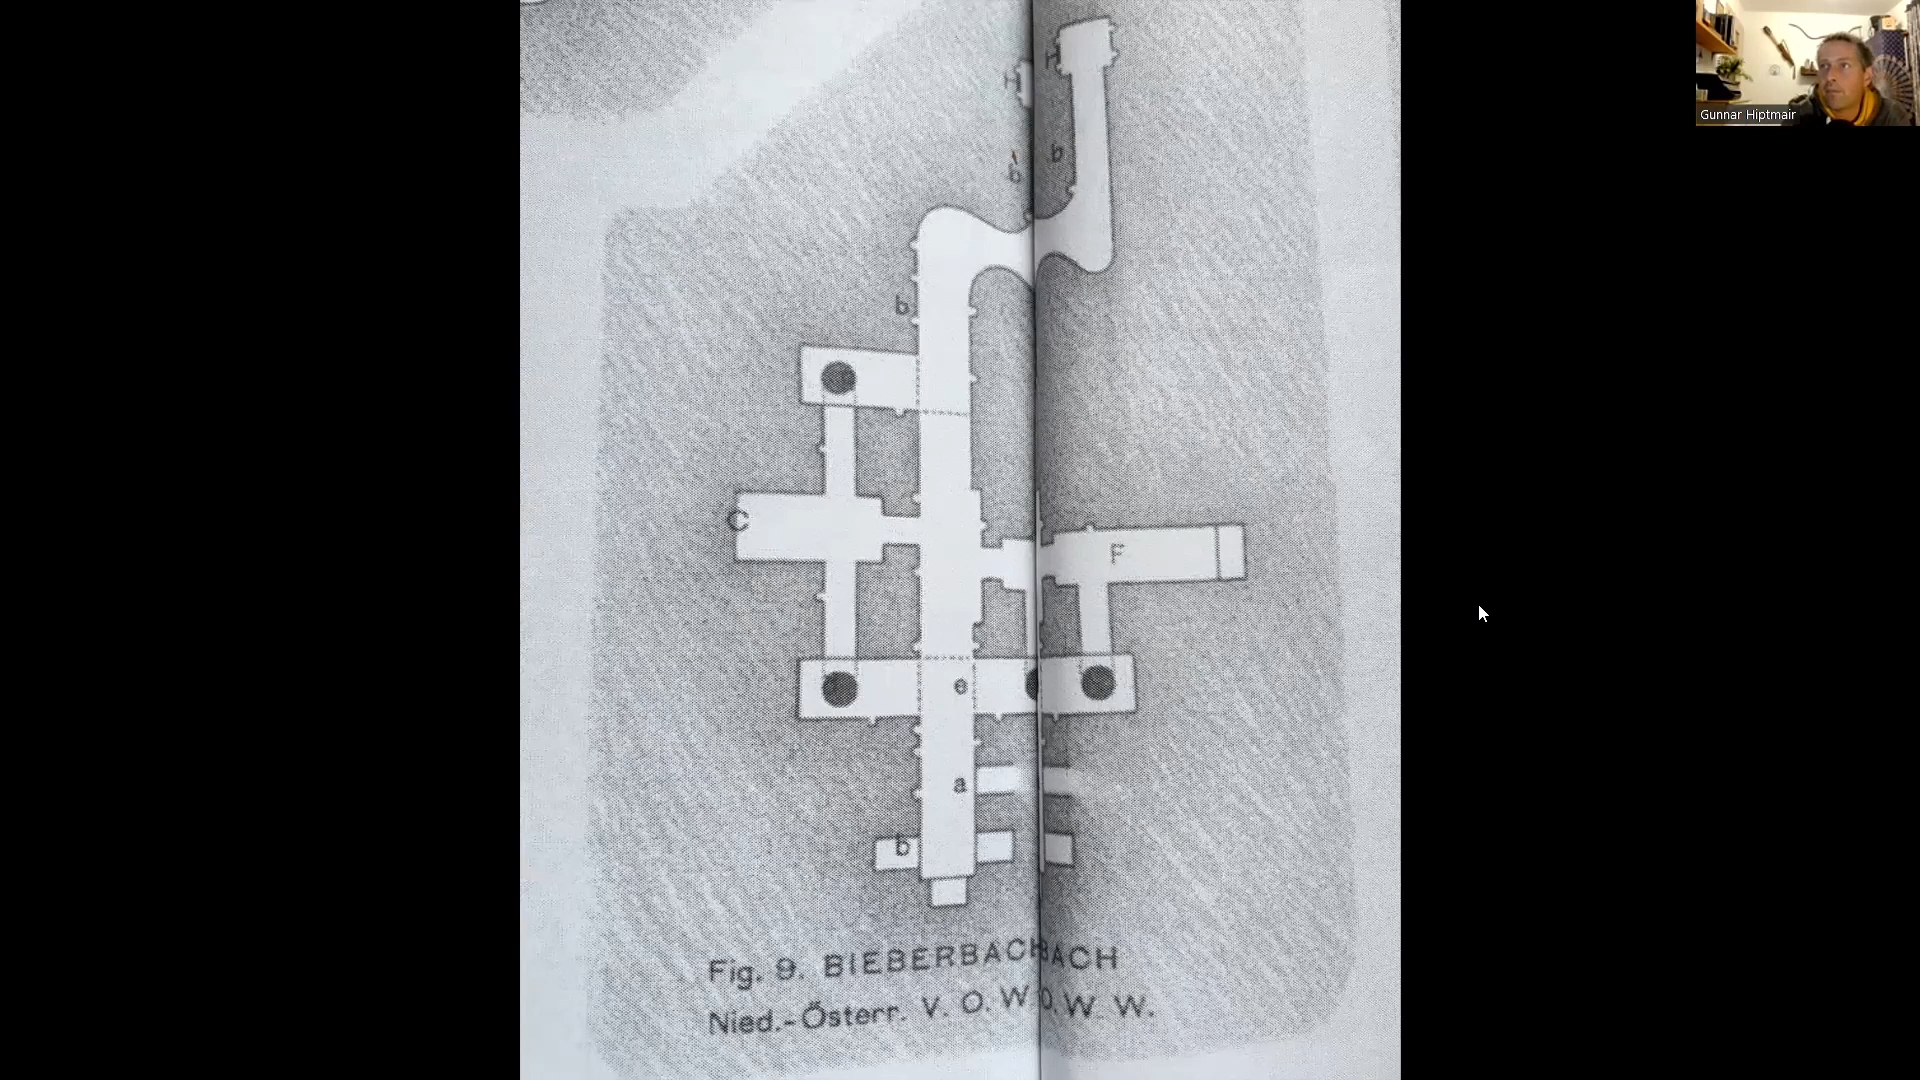 Gunnar Hiptmair
H
H
b
b
b
C
F
e
a
b
Fig. 9. BIEBERBACHBACH
Nied.-Österr. V. O. W O. W W.